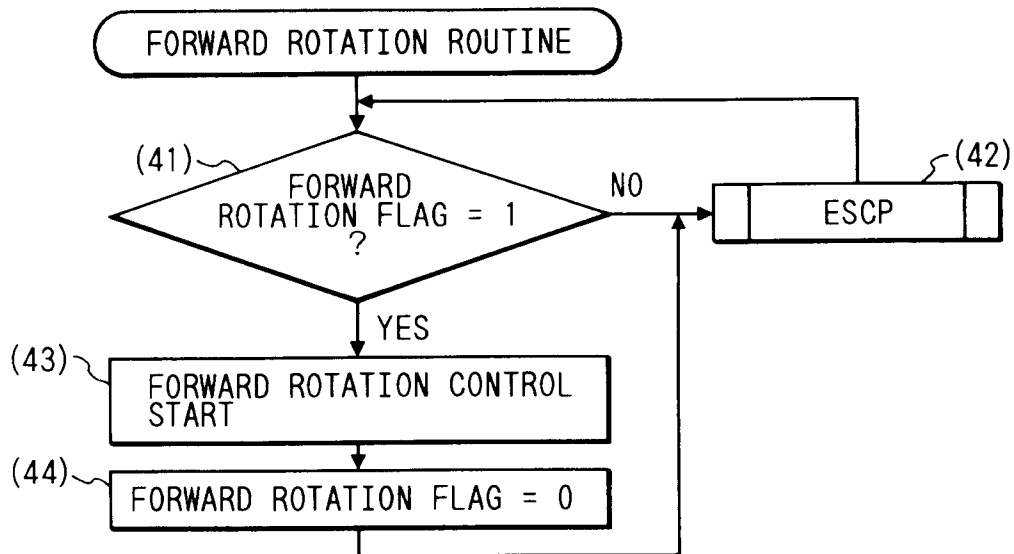 FORWARD ROTATION ROUTINE
(41)
FORWARD
ROTATION FLAG = 1
?
NO
(42)
ESCP
YES
(43)
FORWARD ROTATION CONTROL
START
(44)
FORWARD ROTATION FLAG = 0